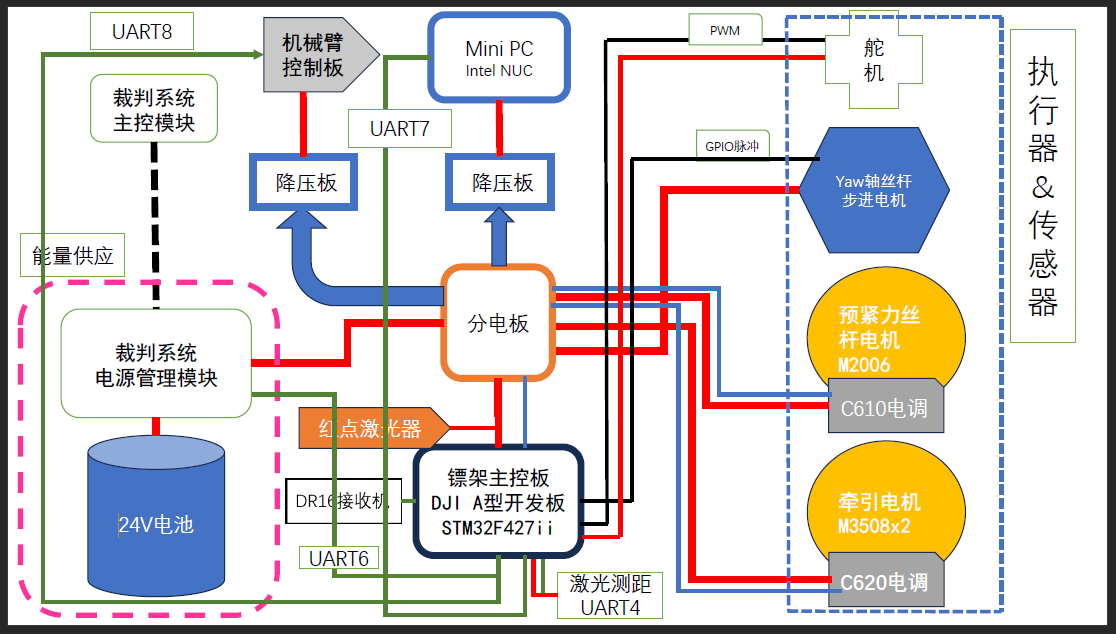 UART8
机械臂
控制板
Mini PC
Intel NUC
PWM
舵
机
执
行
器
&
传
感
器
裁判系统
主控模块
UART7
GPIO脉冲
降压板
降压板
Yaw轴丝杆
步进电机
能量供应
分电板
预紧力丝
杆电机
M2006
C610电调
裁判系统
电源管理模块
红点激光器
24V电池
DR16接收机
镖架主控板
DJI A型开发板
STM32F427ii
牵引电机
M3508x2
C620电调
UART6
激光测距
UART4